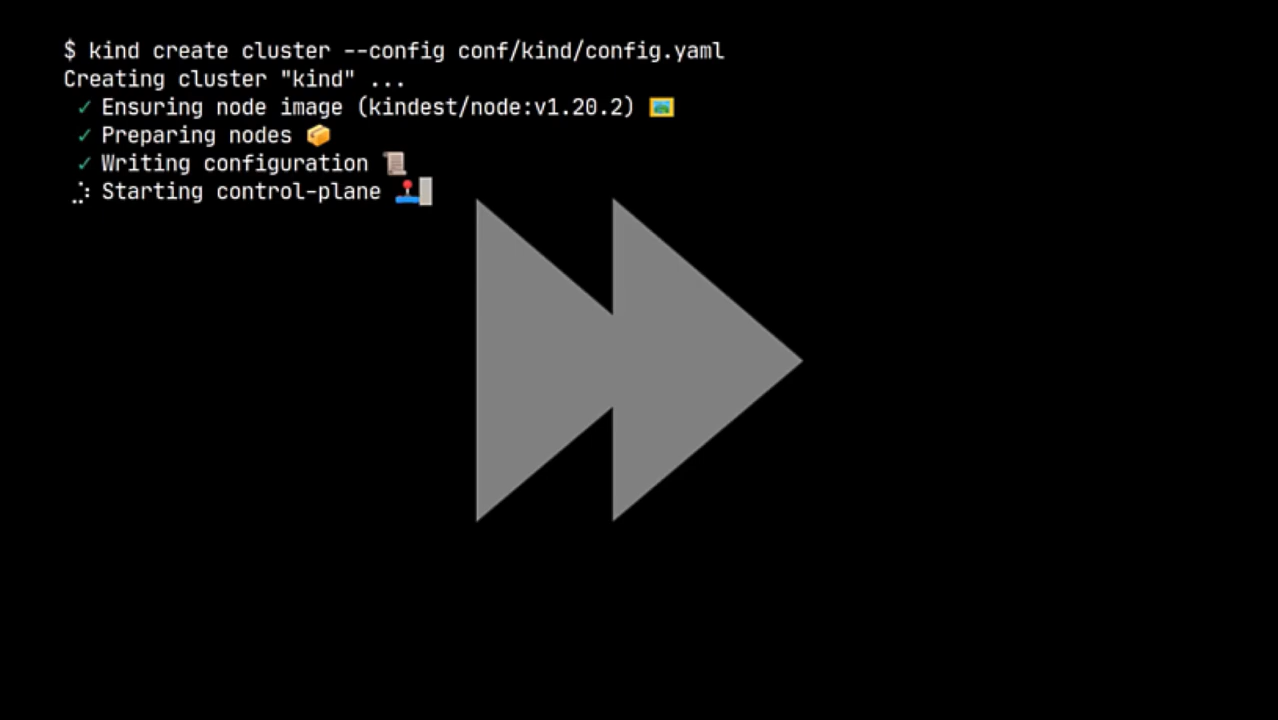 $ kind create cluster --config conf/kind/config.yaml
Creating cluster "kind" ...
✓ Ensuring node image (kindest/node:v1.20.2) 🖼️
✓ Preparing nodes 📦
✓ Writing configuration 📜
⢎⡰ Starting control-plane 🕹️